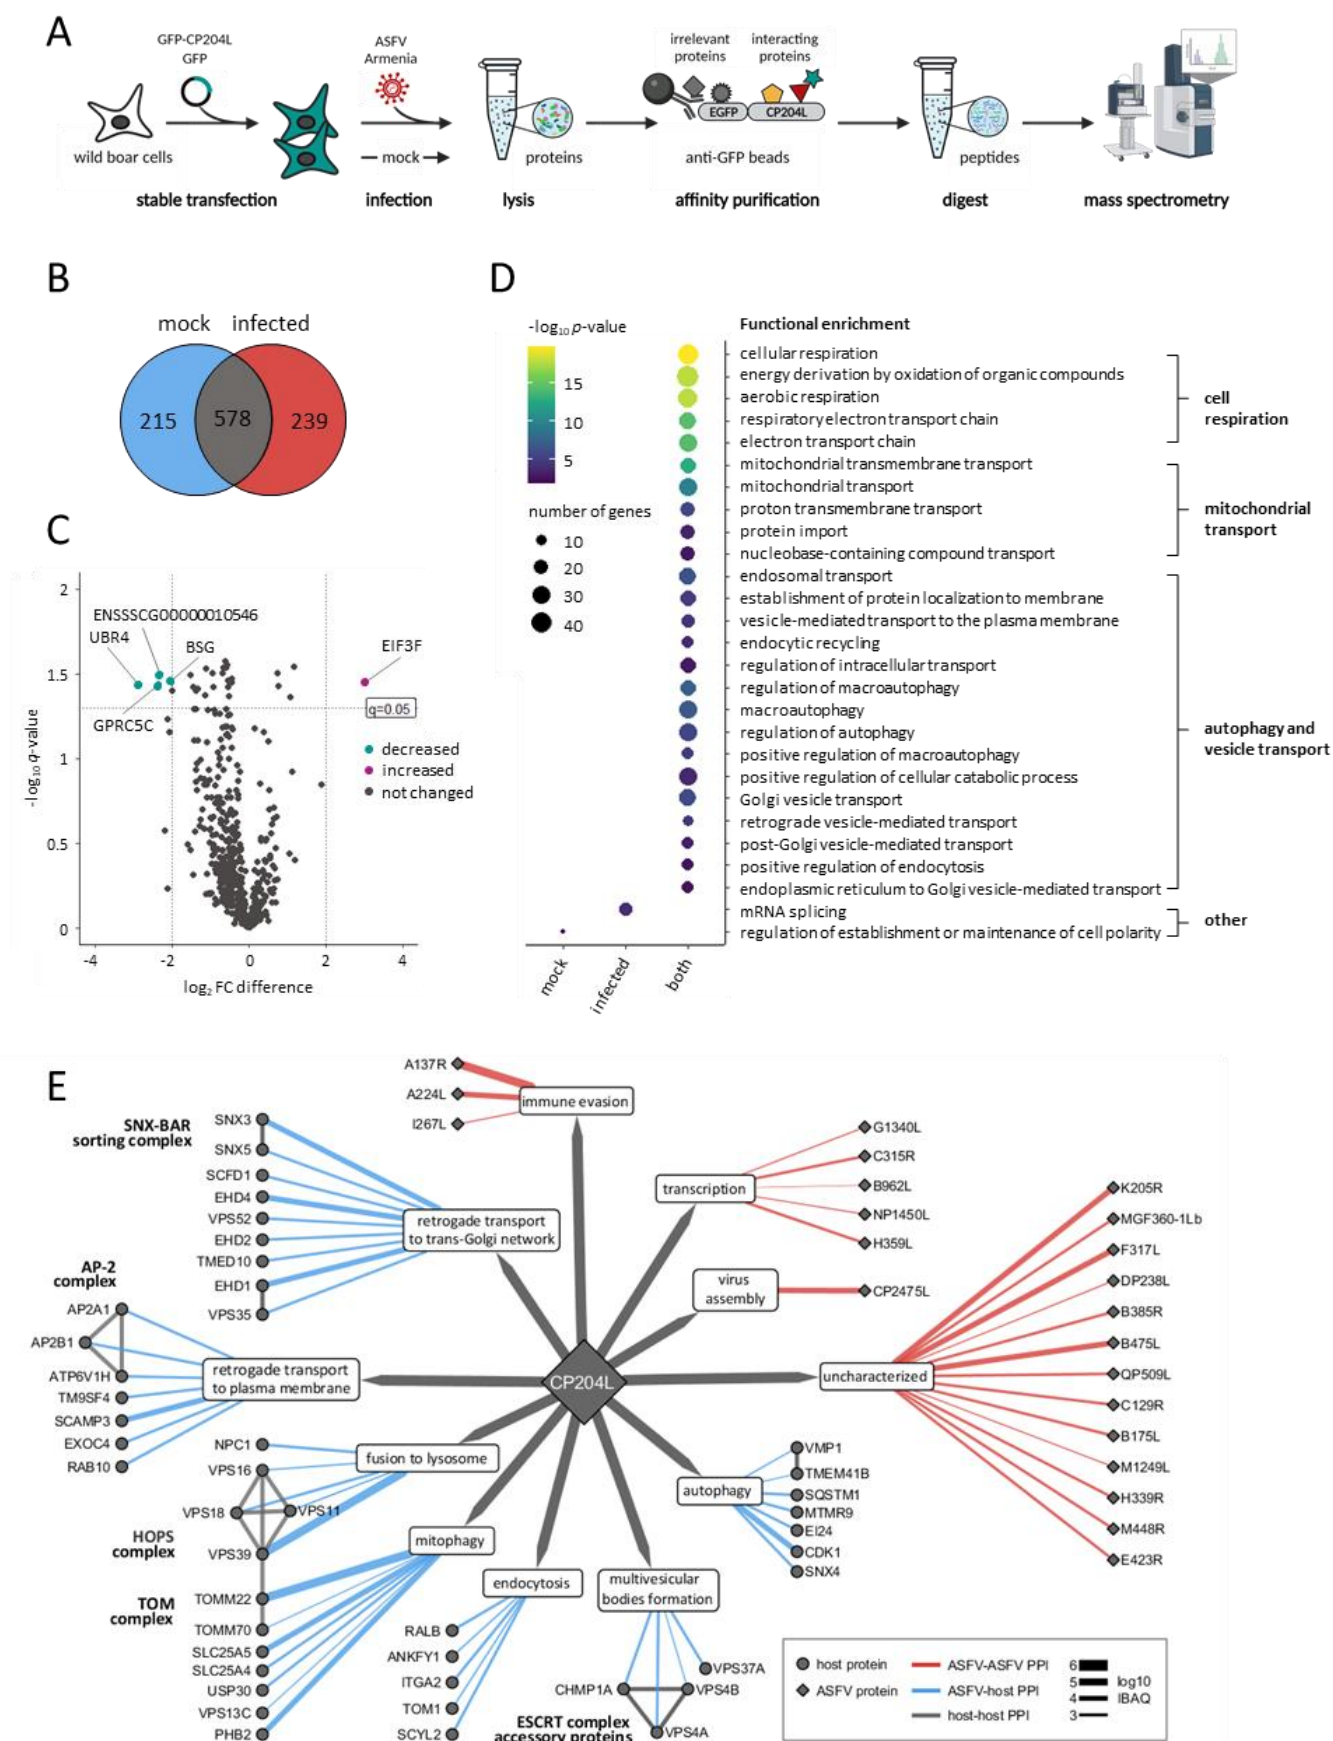 A
GFP-CP204L
GFP
ASFV
Armenia
irrelevant
proteins
interacting
proteins
EGFP
CP204L
wild boar cells
mock
proteins
anti-GFP beads
peptides
stable transfection
infection
lysis
affinity purification
digest
mass spectrometry
B
mock
infected
215
578
239
C
2
1.5
1
0.5
0
-log10 q-value
ENSSSCG00000010546
UBR4
BSG
GPRC5C
EIF3F
q=0.05
decreased
increased
not changed
-4
-2
0
2
4
log2 FC difference
D
-log10 p-value
15
10
5
number of genes
10
20
30
40
Functional enrichment
cellular respiration
energy derivation by oxidation of organic compounds
aerobic respiration
respiratory electron transport chain
electron transport chain
mitochondrial transmembrane transport
mitochondrial transport
proton transmembrane transport
protein import
nucleobase-containing compound transport
endosomal transport
establishment of protein localization to membrane
vesicle-mediated transport to the plasma membrane
endocytic recycling
regulation of intracellular transport
regulation of macroautophagy
macroautophagy
regulation of autophagy
positive regulation of macroautophagy
positive regulation of cellular catabolic process
Golgi vesicle transport
retrograde vesicle-mediated transport
post-Golgi vesicle-mediated transport
positive regulation of endocytosis
endoplasmic reticulum to Golgi vesicle-mediated transport
mRNA splicing
regulation of establishment or maintenance of cell polarity
cell
respiration
mitochondrial
transport
autophagy and
vesicle transport
other
mock
infected
both
E
A137R
A224L
I267L
immune evasion
SNX-BAR
sorting complex
SNX3
SNX5
SCFD1
EHD4
VPS52
EHD2
TMED10
EHD1
VPS35
retrogade transport
to trans-Golgi network
transcription
G1340L
C315R
B962L
NP1450L
H359L
virus
assembly
CP2475L
K205R
MGF360-1Lb
F317L
DP238L
B385R
B475L
QP509L
C129R
B175L
M1249L
H339R
M448R
E423R
uncharacterized
AP-2
complex
AP2A1
AP2B1
ATP6V1H
TM9SF4
SCAMP3
EXOC4
RAB10
retrogade transport
to plasma membrane
CP204L
NPC1
VPS16
VPS18
VPS11
VPS39
HOPS
complex
fusion to lysosome
mitophagy
TOM
complex
TOMM22
TOMM70
SLC25A5
SLC25A4
USP30
VPS13C
PHB2
endocytosis
RALB
ANKFY1
ITGA2
TOM1
SCYL2
multivesicular
bodies formation
VPS37A
CHMP1A
VPS4B
VPS4A
ESCRT complex
accessory proteins
autophagy
VMP1
TMEM41B
SQSTM1
MTMR9
EI24
CDK1
SNX4
host protein
ASFV protein
ASFV-ASFV PPI
ASFV-host PPI
host-host PPI
6
5
4
3
log10
IBAQ